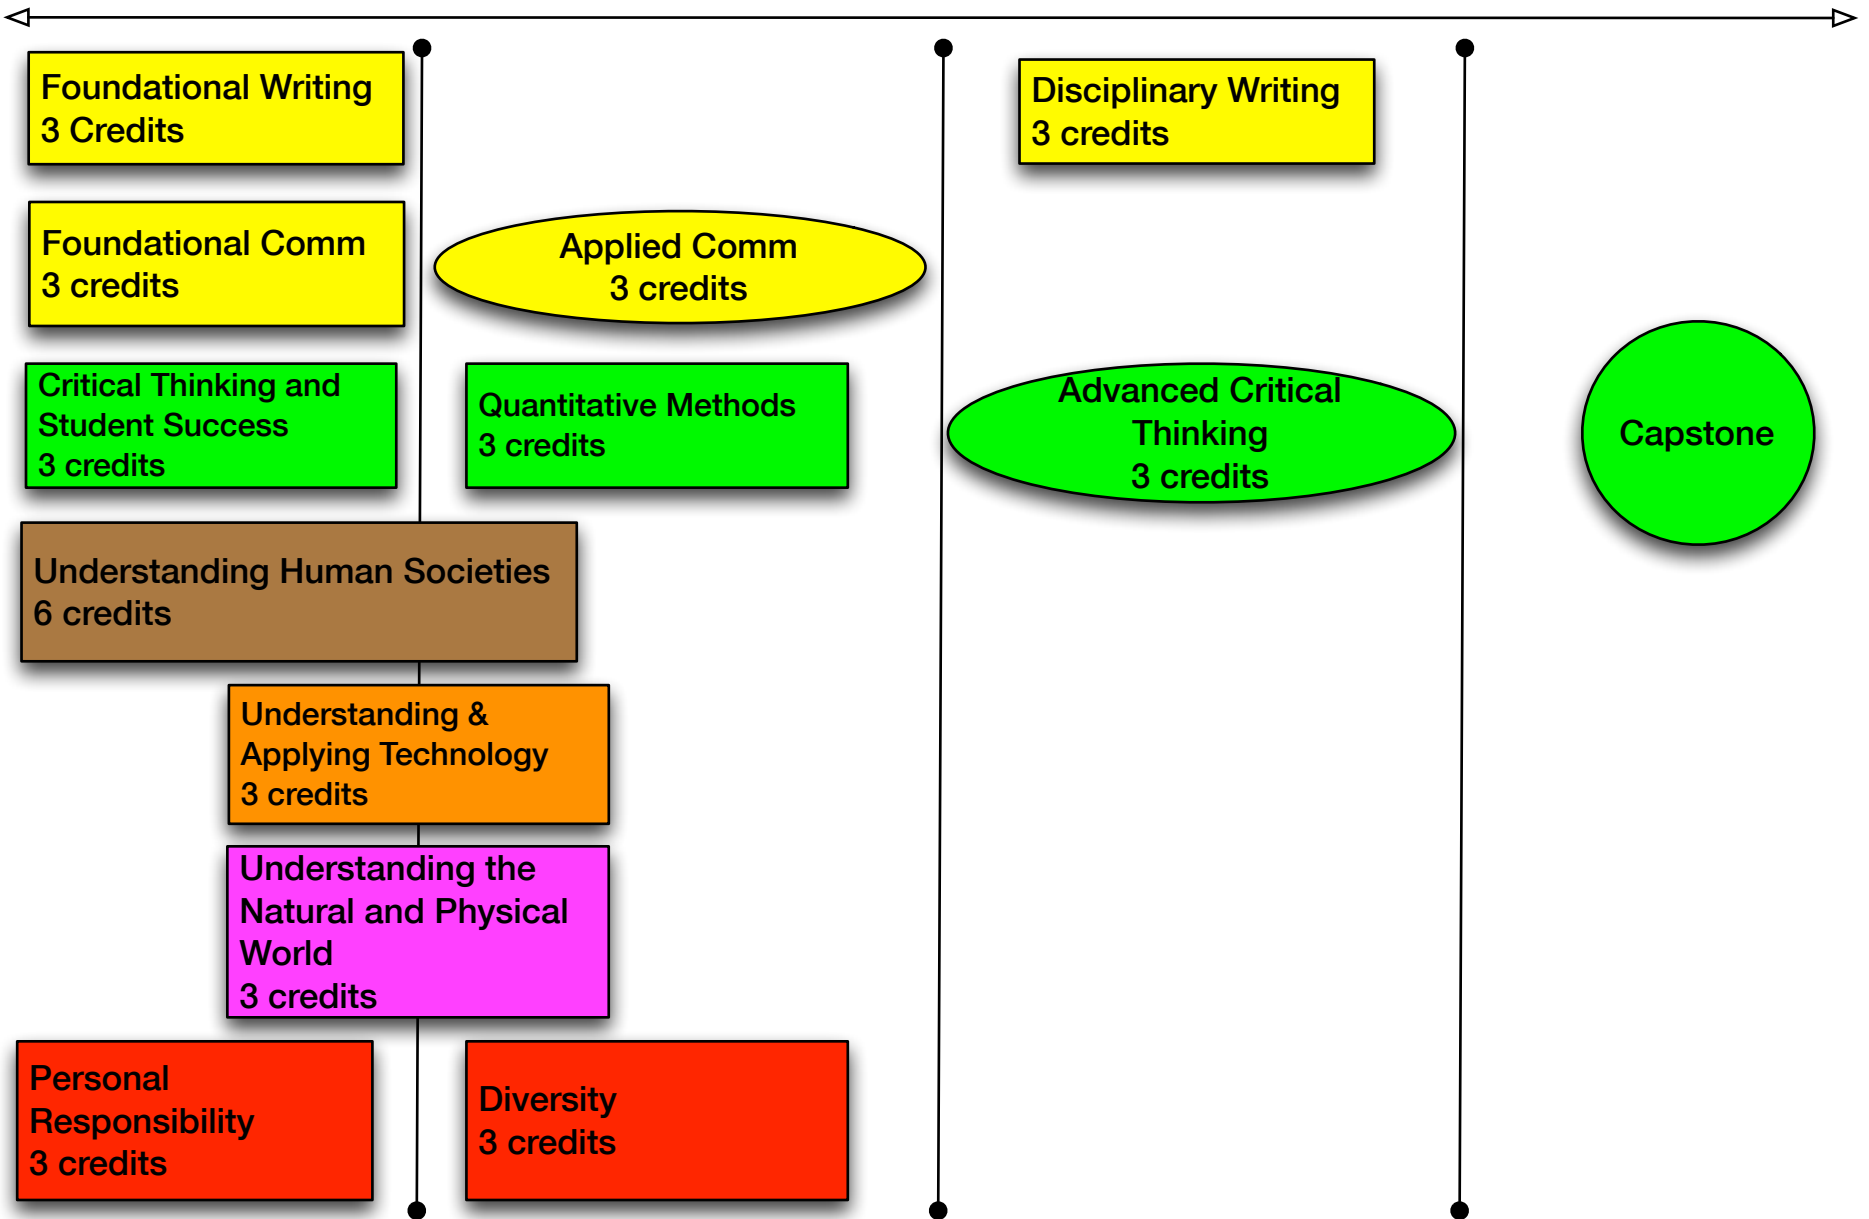 Foundational Writing
3 Credits
Disciplinary Writing
3 credits
Foundational Comm
3 credits
Applied Comm
3 credits
Critical Thinking and
Student Success
3 credits
Quantitative Methods
3 credits
Advanced Critical
Thinking
3 credits
Capstone
Understanding Human Societies
6 credits
Understanding &
Applying Technology
3 credits
Understanding the
Natural and Physical
World
3 credits
Personal
Responsibility
3 credits
Diversity
3 credits